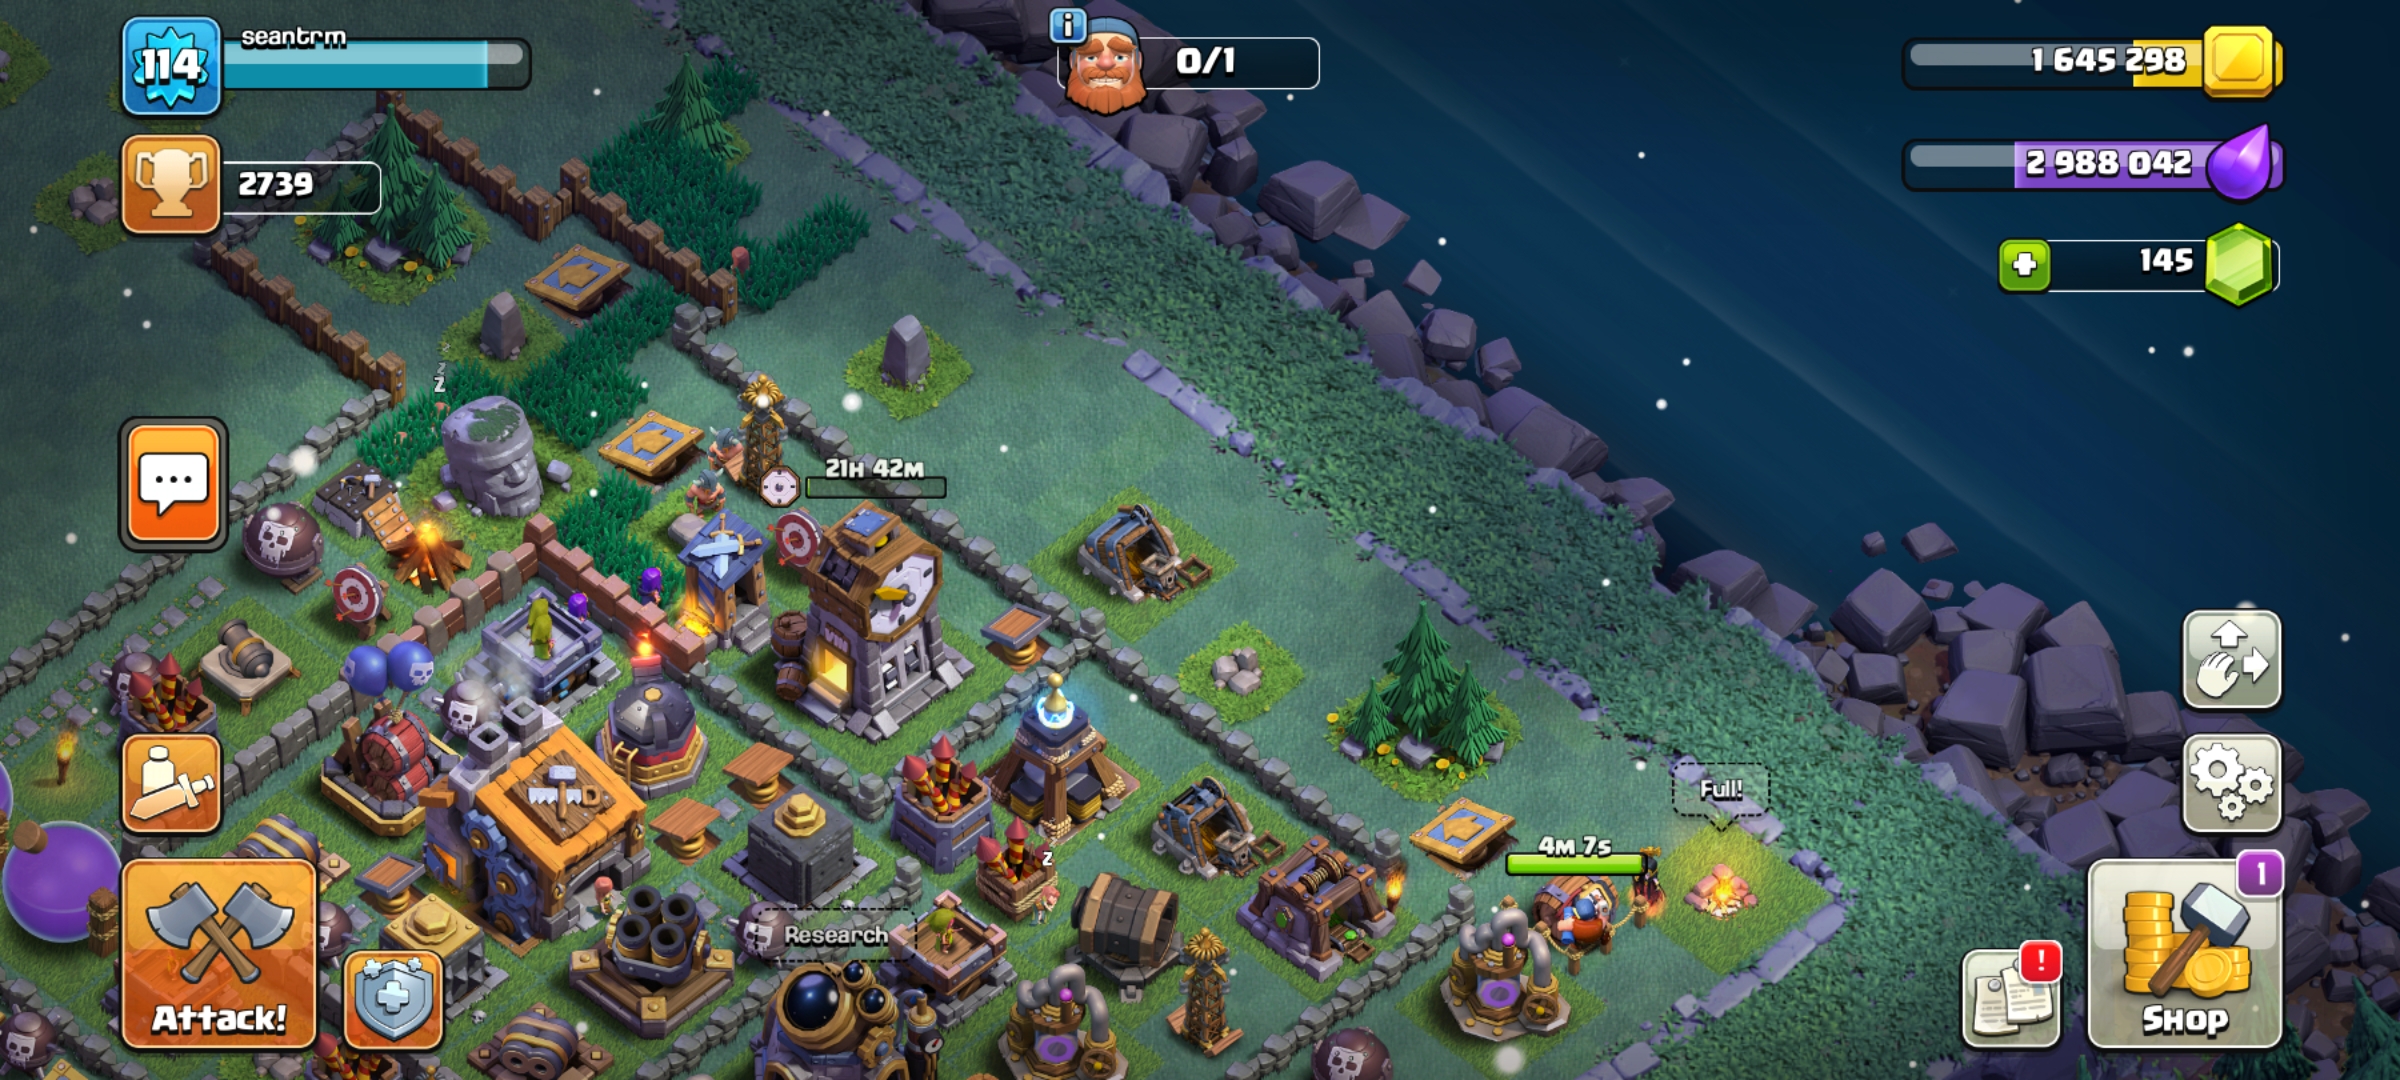 114
seantrm
i
0/1
1 645 298
2739
2 988 042
145
z
z
21H 42M
VIII
Full!
4M 7s
z
Research
1
!
Attack!
SHOP